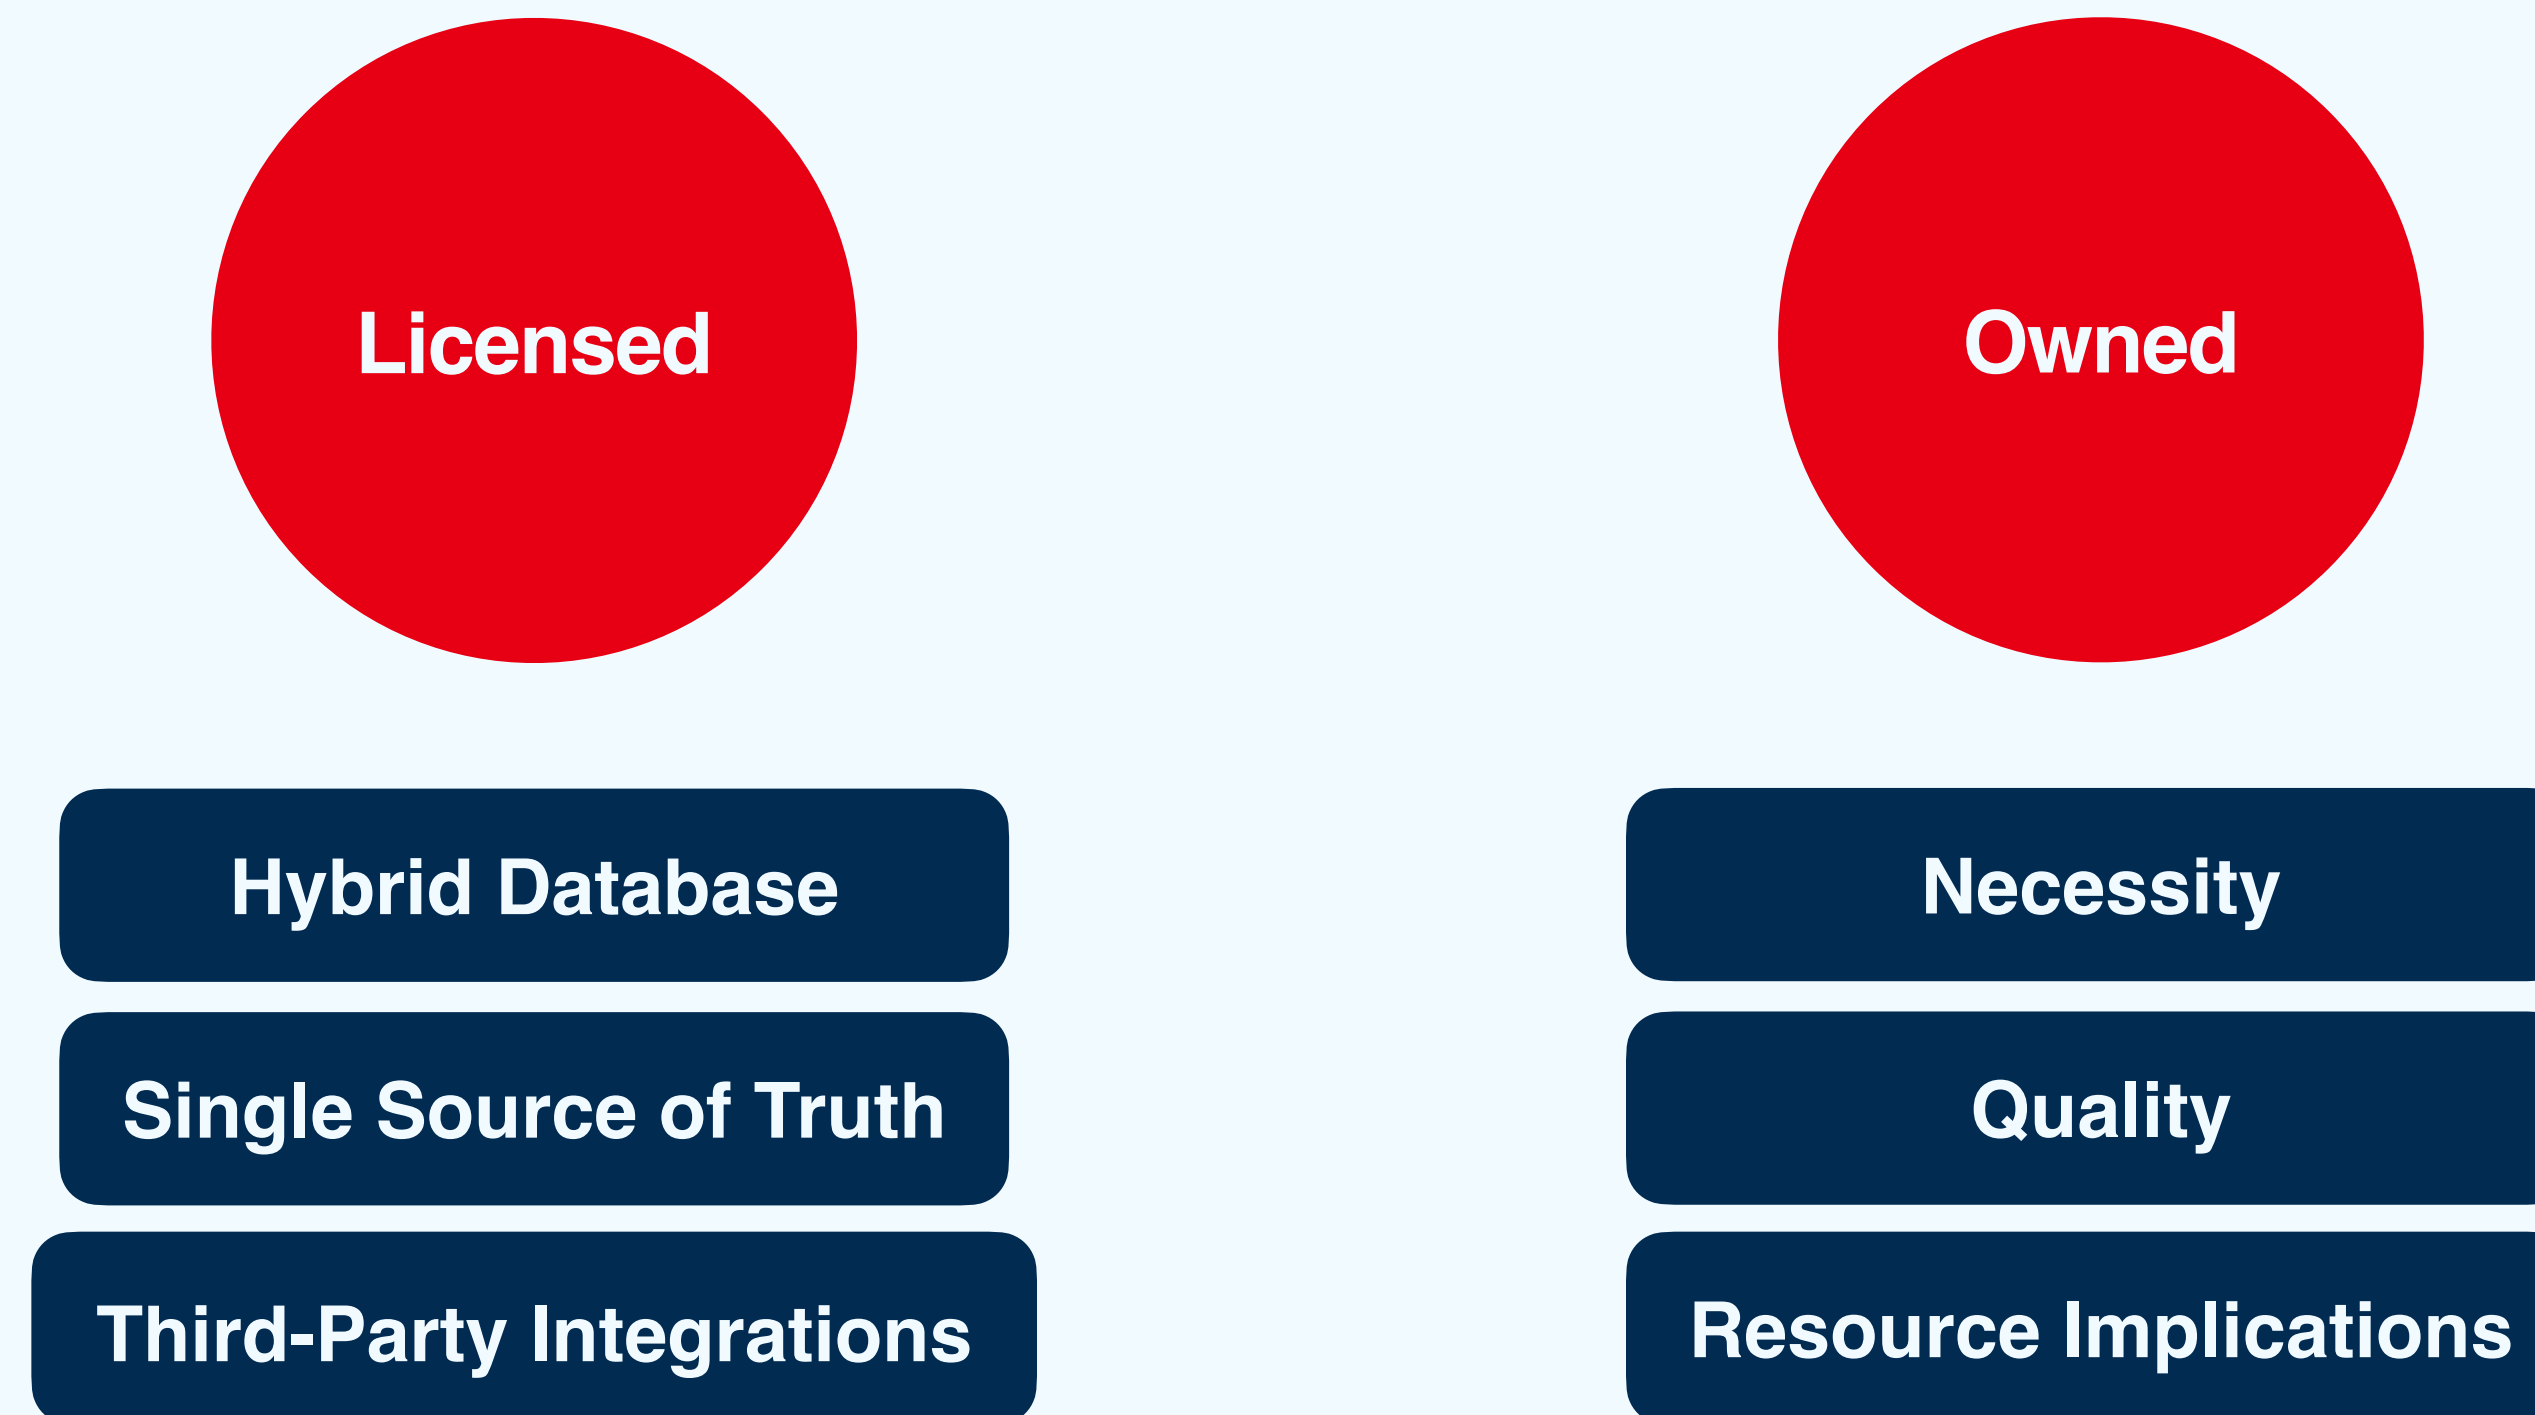 Licensed
Hybrid Database
Single Source of Truth
Third-Party Integrations
Owned
Necessity
Quality
Resource Implications